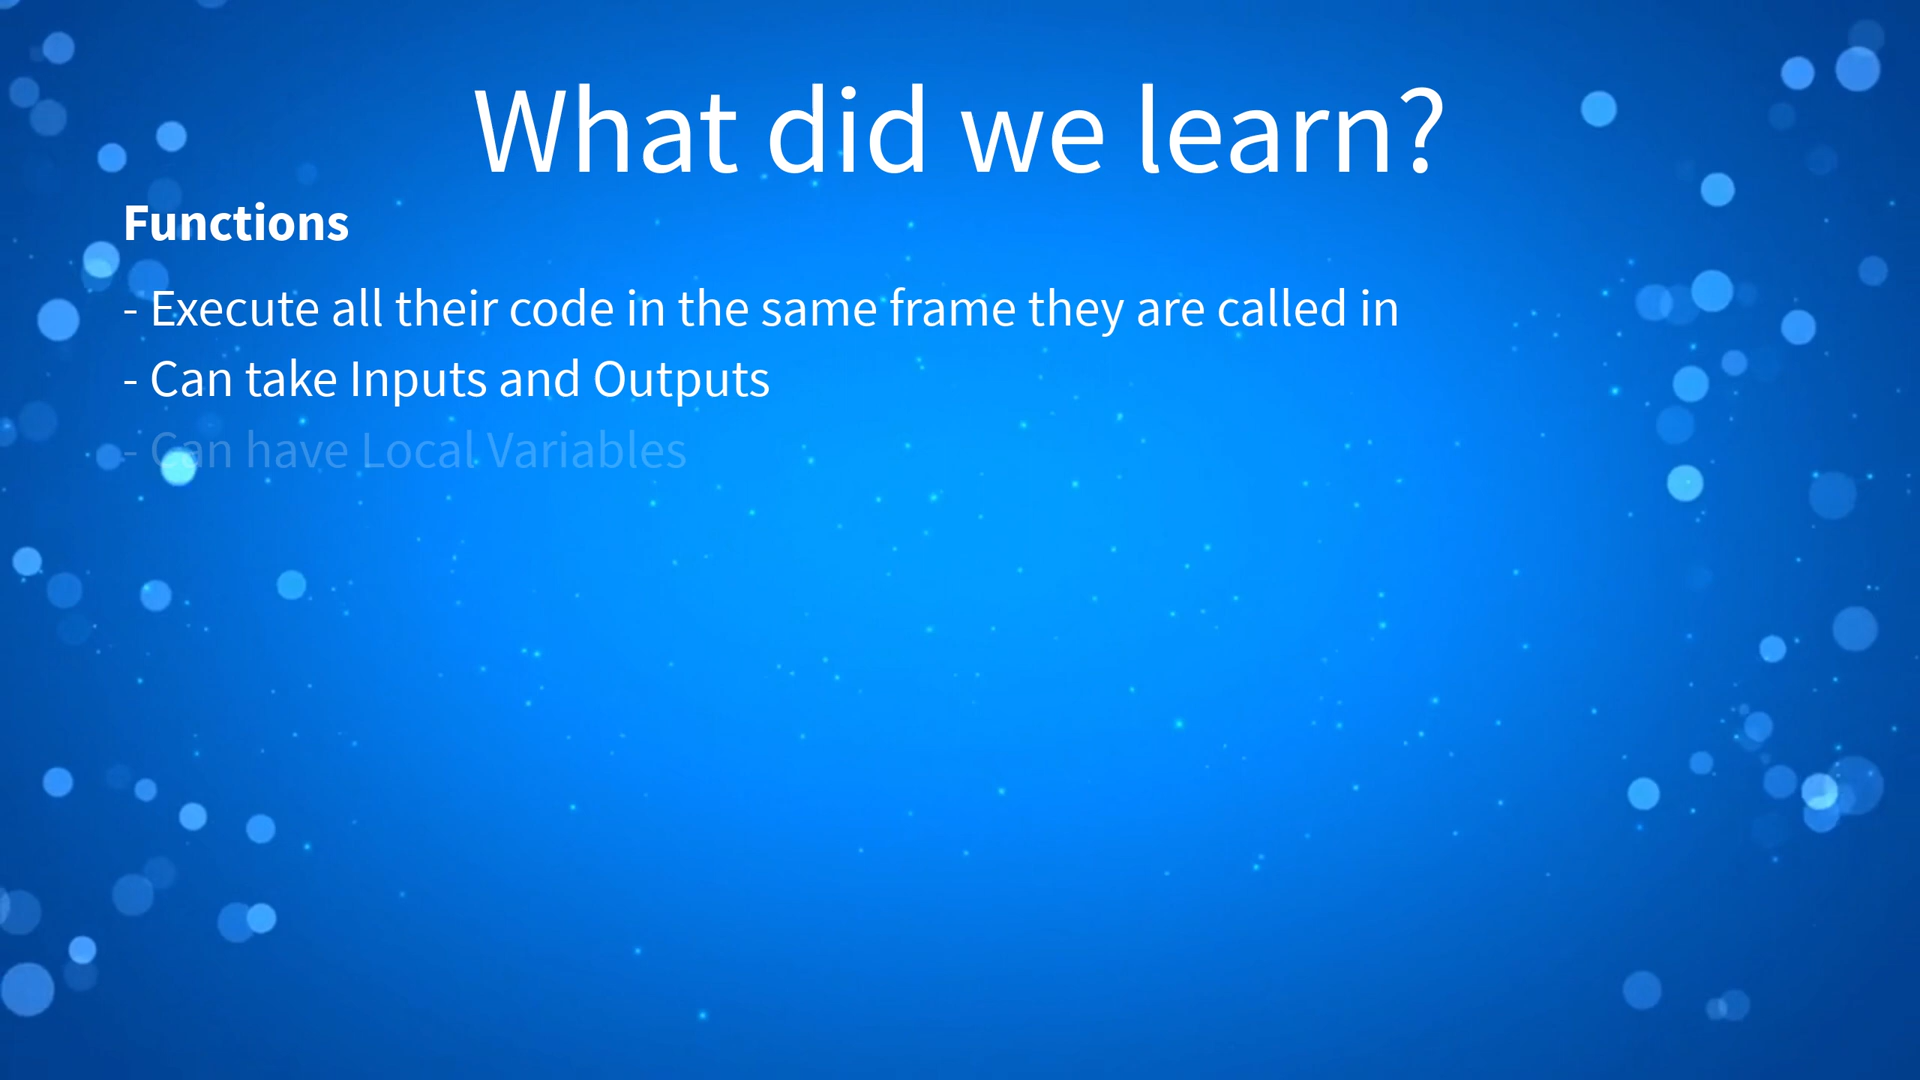 What did we learn?
Functions
- Execute all their code in the same frame they are called in
- Can take Inputs and Outputs
- Can have Local Variables